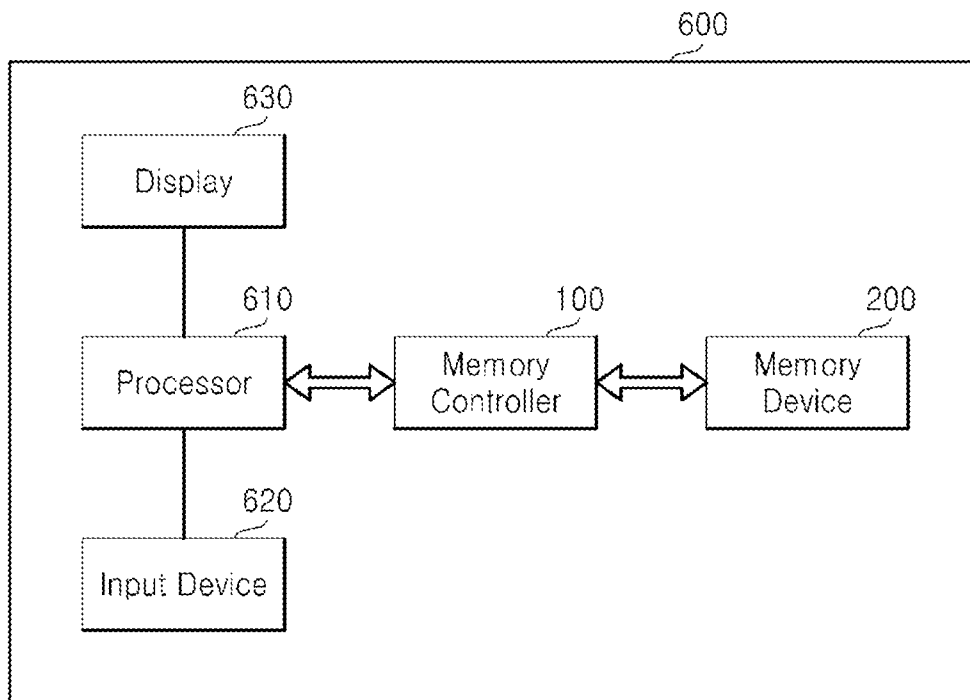 600
630
Display
610
100
200
Processor
Memory
Controller
Memory
Device
620
Input Device